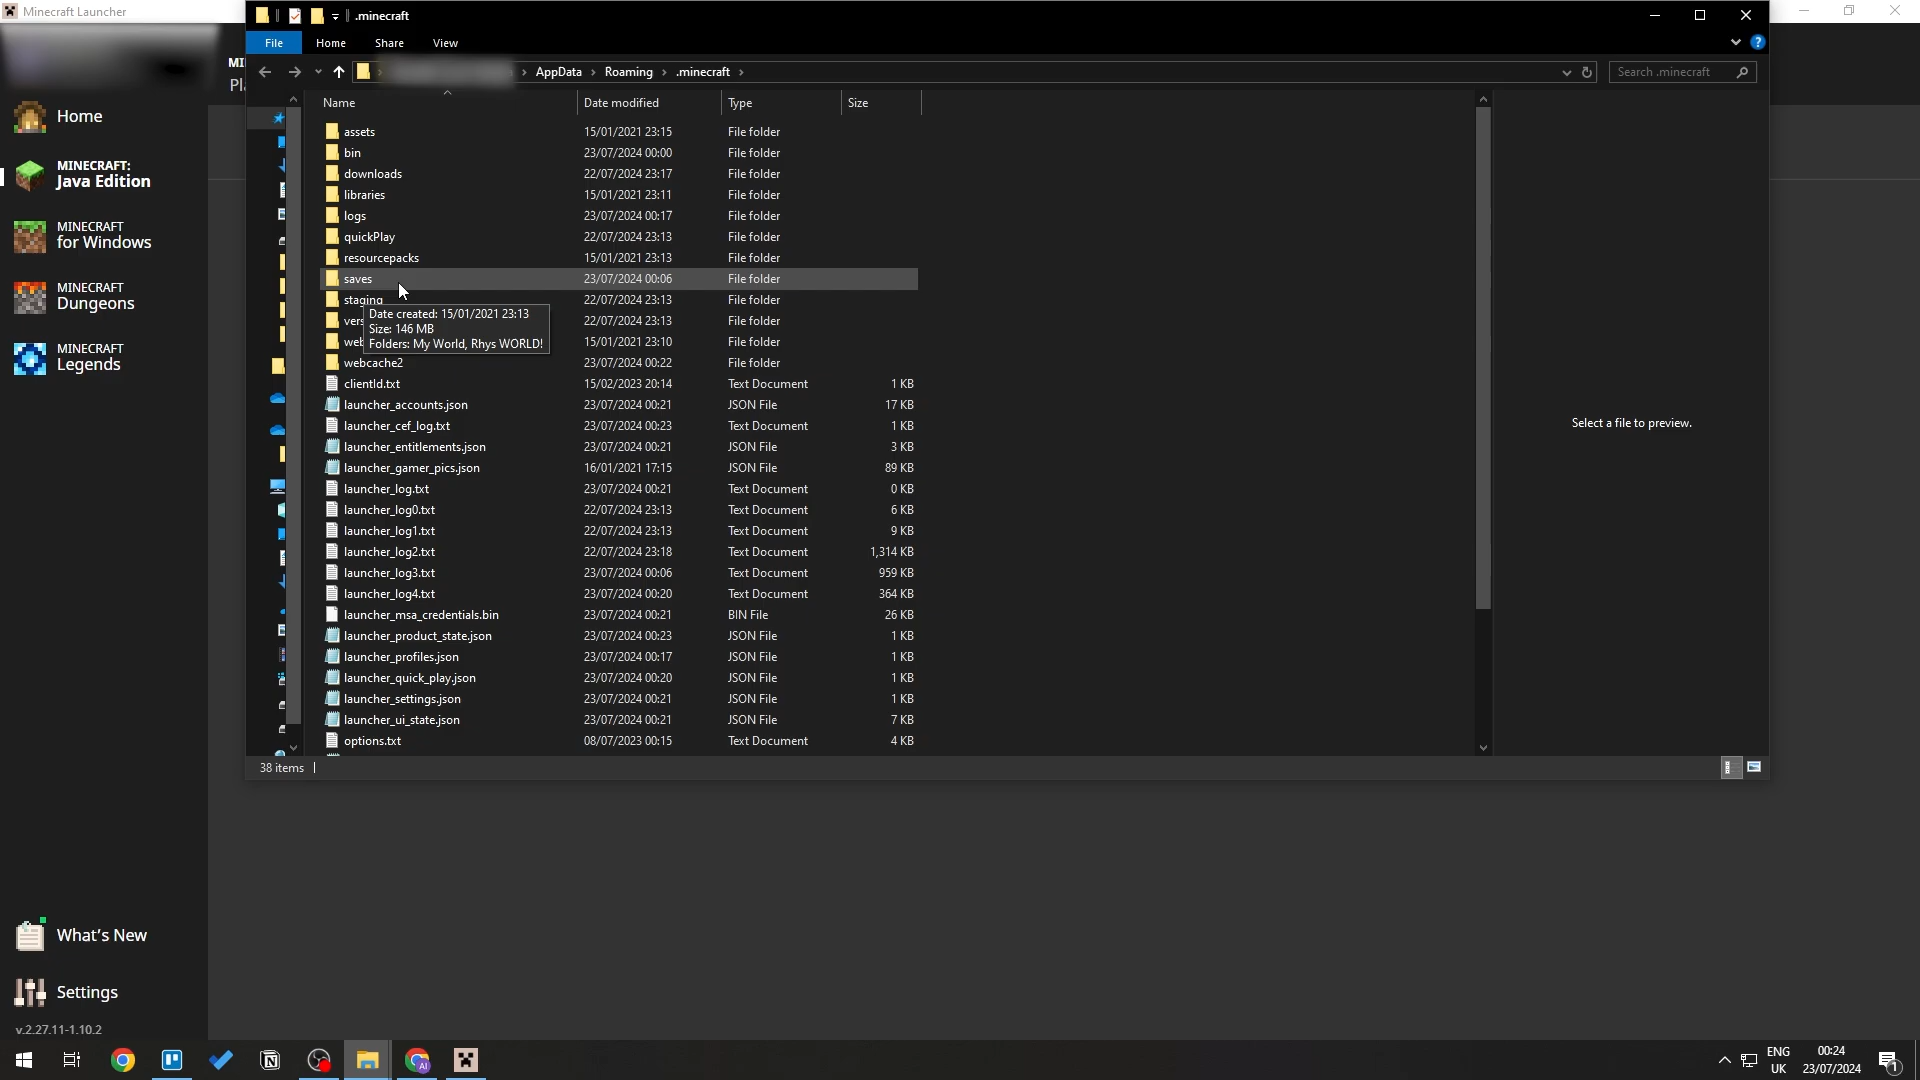 Minecraft Launcher
.minecraft
File
Home
Share
View
?
AppData
Roaming
.minecraft
Search .minecraft
MI
Pl
Home
MINECRAFT:
Java Edition
MINECRAFT
for Windows
MINECRAFT
Dungeons
MINECRAFT
Legends
What's New
Settings
v.2.27.11-1.10.2
Name Date modified Type Size
assets 15/01/2021 23:15 File folder
bin 23/07/2024 00:00 File folder
downloads 22/07/2024 23:17 File folder
libraries 15/01/2021 23:11 File folder
logs 23/07/2024 00:17 File folder
quickPlay 22/07/2024 23:13 File folder
resourcepacks 15/01/2021 23:13 File folder
saves 23/07/2024 00:06 File folder
staging 22/07/2024 23:13 File folder
vers 22/07/2024 23:13 File folder
web 15/01/2021 23:10 File folder
webcache2 23/07/2024 00:22 File folder
Date created: 15/01/2021 23:13
Size: 146 MB
Folders: My World, Rhys WORLD!
clientId.txt 15/02/2023 20:14 Text Document 1 KB
launcher_accounts.json 23/07/2024 00:21 JSON File 17 KB
launcher_cef_log.txt 23/07/2024 00:23 Text Document 1 KB
launcher_entitlements.json 23/07/2024 00:21 JSON File 3 KB
launcher_gamer_pics.json 16/01/2021 17:15 JSON File 89 KB
launcher_log.txt 23/07/2024 00:21 Text Document 0 KB
launcher_log0.txt 22/07/2024 23:13 Text Document 6 KB
launcher_log1.txt 22/07/2024 23:13 Text Document 9 KB
launcher_log2.txt 22/07/2024 23:18 Text Document 1,314 KB
launcher_log3.txt 23/07/2024 00:06 Text Document 959 KB
launcher_log4.txt 23/07/2024 00:20 Text Document 364 KB
launcher_msa_credentials.bin 23/07/2024 00:21 BIN File 26 KB
launcher_product_state.json 23/07/2024 00:23 JSON File 1 KB
launcher_profiles.json 23/07/2024 00:17 JSON File 1 KB
launcher_quick_play.json 23/07/2024 00:20 JSON File 1 KB
launcher_settings.json 23/07/2024 00:21 JSON File 1 KB
launcher_ui_state.json 23/07/2024 00:21 JSON File 7 KB
options.txt 08/07/2023 00:15 Text Document 4 KB
Select a file to preview.
38 items
AI
ENG
UK
00:24
23/07/2024
1